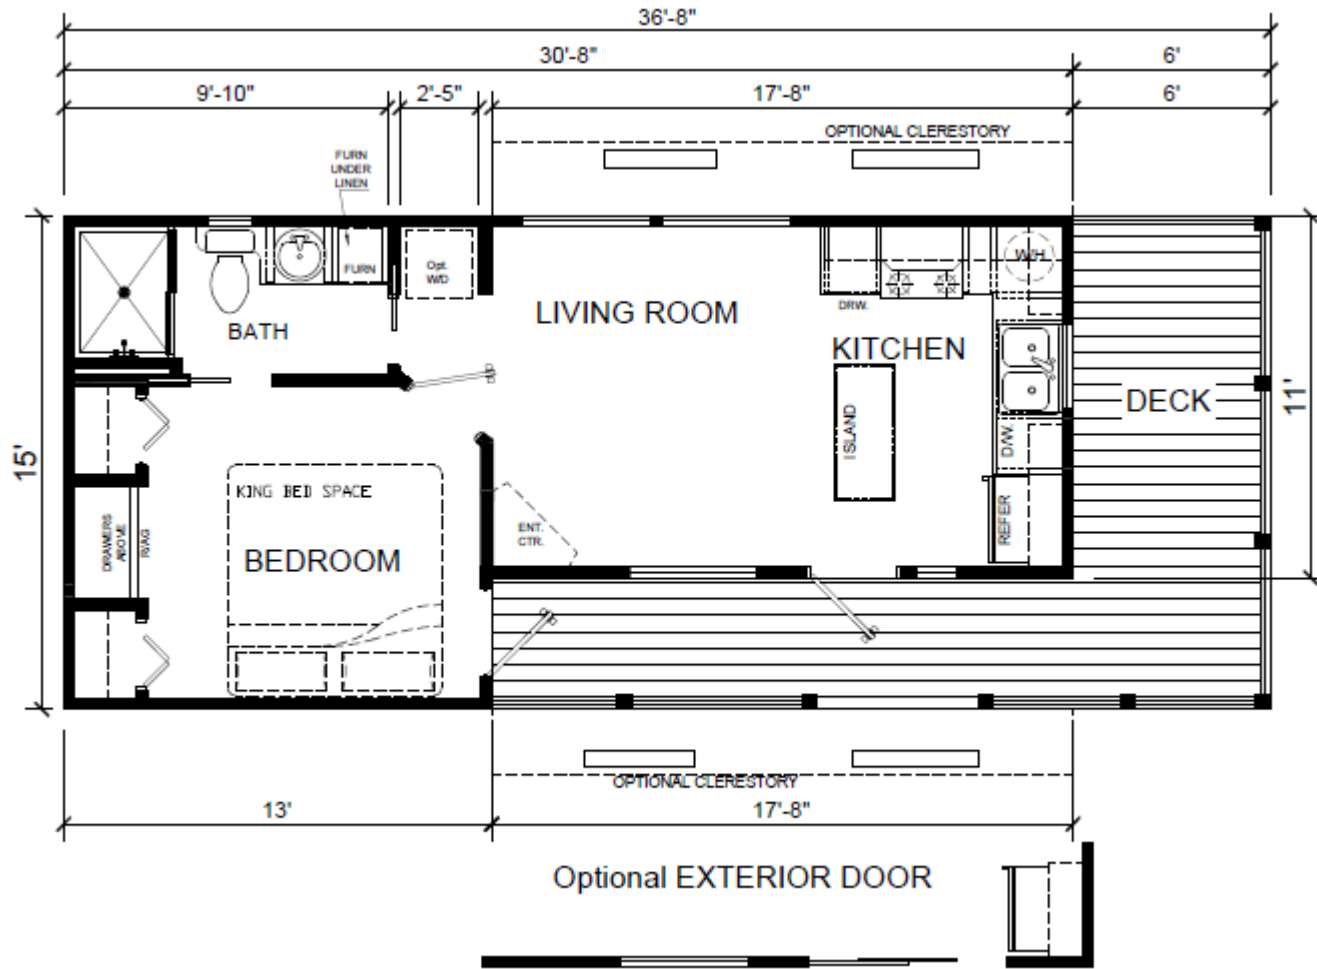 36'-8"
30'-8"
6'
9'-10"
2'-5"
17'-8"
6'
OPTIONAL CLERESTORY
FURN
UNDER
LINEN
FURN
Opt.
W/D
W/H
DRW.
LIVING ROOM
BATH
KITCHEN
DECK
11'
15'
ISLAND
D/W.
KING BED SPACE
REFER
DRAWERS
ABOVE
R/AG
ENT.
CTR.
BEDROOM
OPTIONAL CLERESTORY
13'
17'-8"
Optional EXTERIOR DOOR